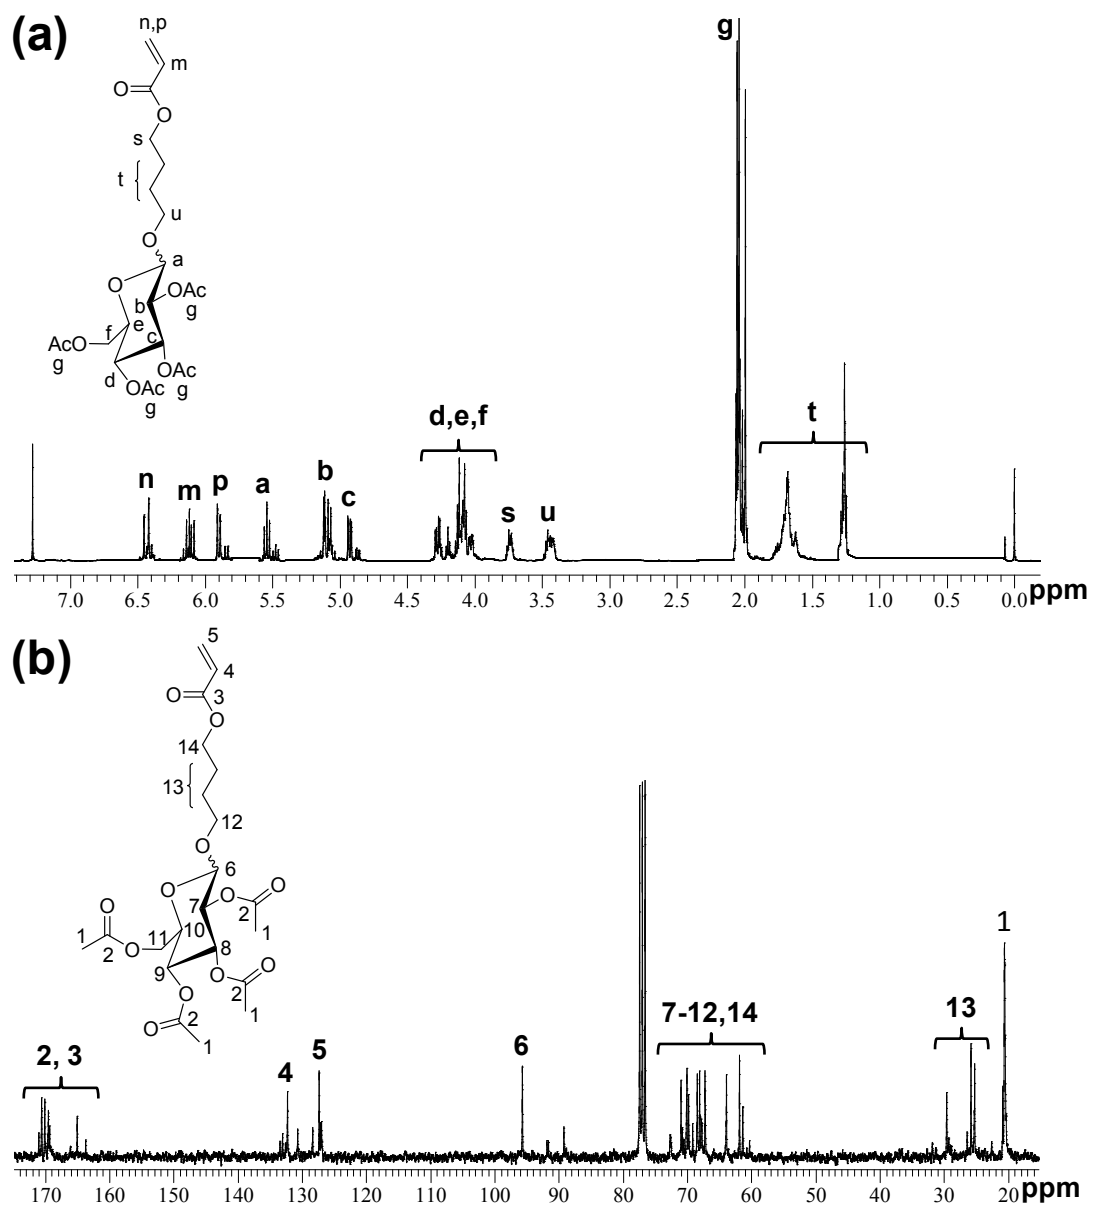 (a)
n,p
m
O
O
s
t
u
O
a
O
OAc
b
g
e
f
c
AcO
g
OAc
d
g
OAc
g
g
d,e,f
t
n
m
p
a
b
c
s
u
7.0 6.5 6.0 5.5 5.0 4.5 4.0 3.5 3.0 2.5 2.0 1.5 1.0 0.5 0.0 ppm
(b)
5
4
O
3
O
14
13
12
O
6
O
O
O
O
7
2
1
10
1
2
O
11
8
9
O
O
O
2
1
O
2
1
1
13
7-12,14
6
5
4
2, 3
170 160 150 140 130 120 110 100 90 80 70 60 50 40 30 20 ppm